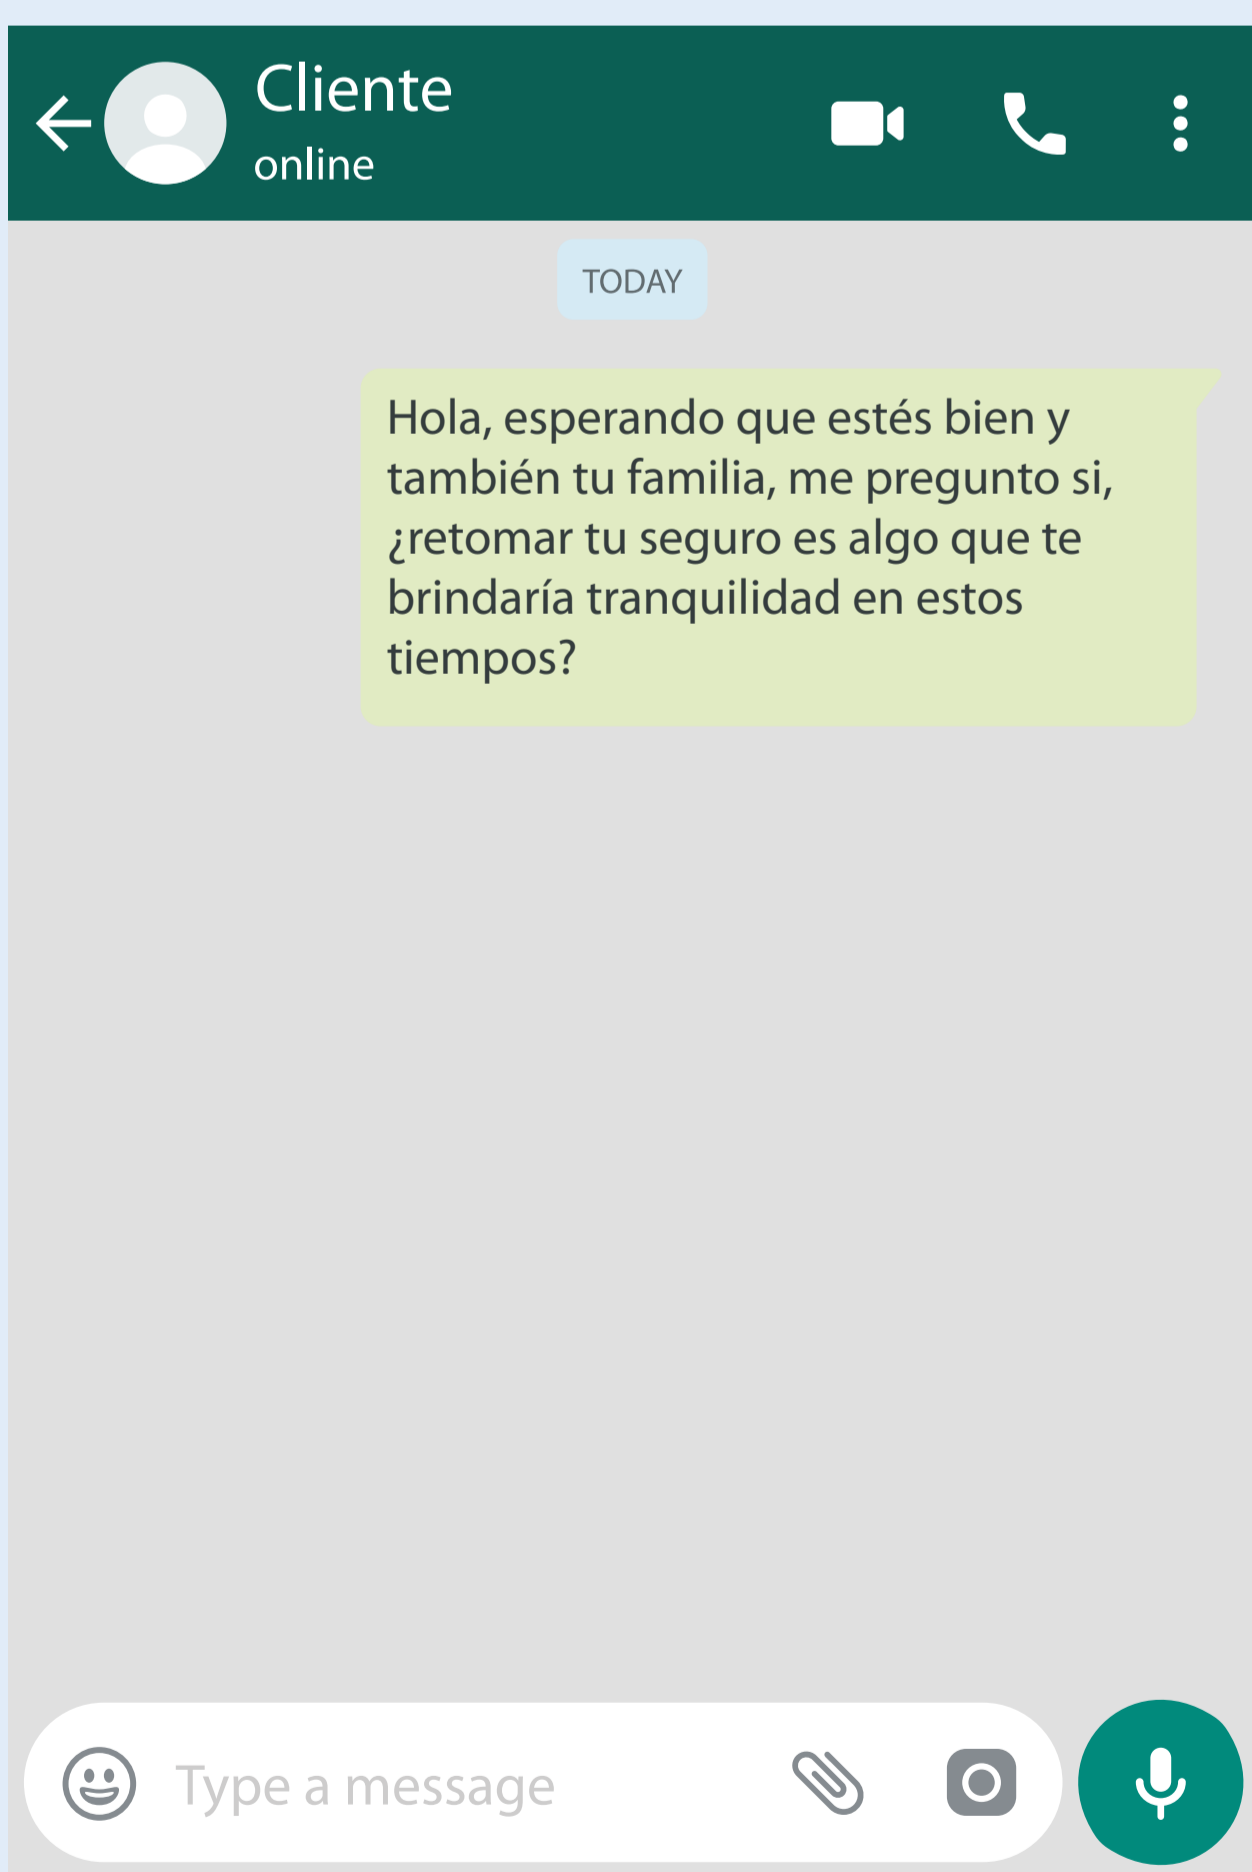 Cliente
online
TODAY
Hola, esperando que estés bien y
también tu familia, me pregunto si,
¿retomar tu seguro es algo que te
brindaría tranquilidad en estos
tiempos?
Type a message